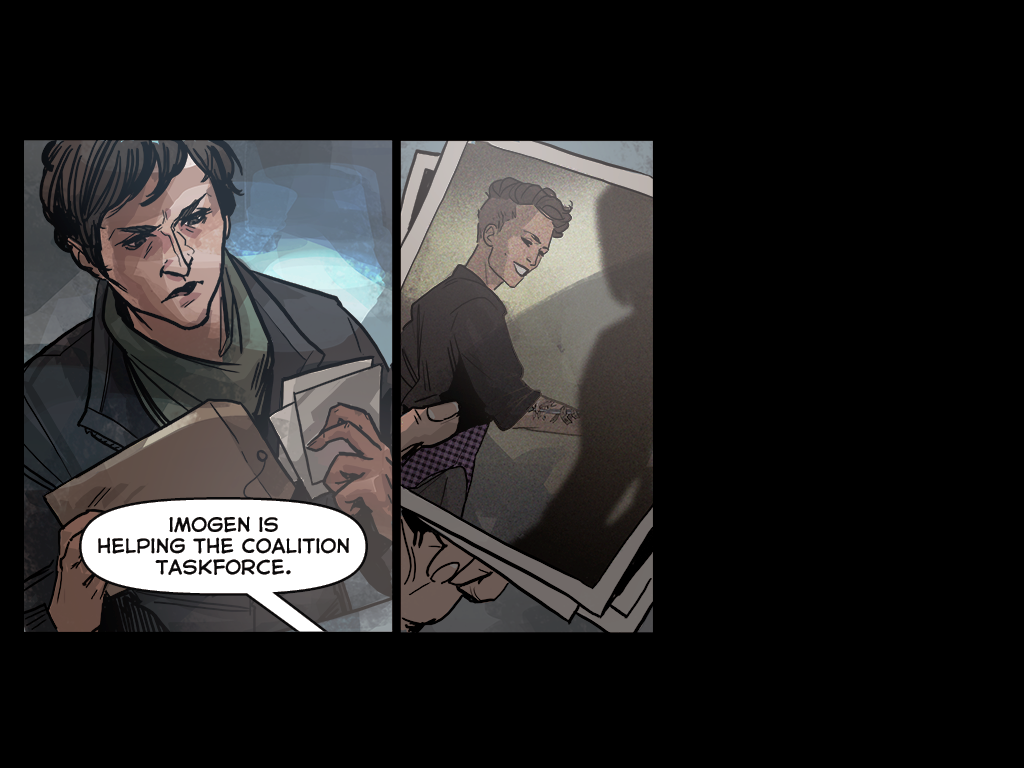 IMOGEN IS
HELPING THE COALITION
TASKFORCE.